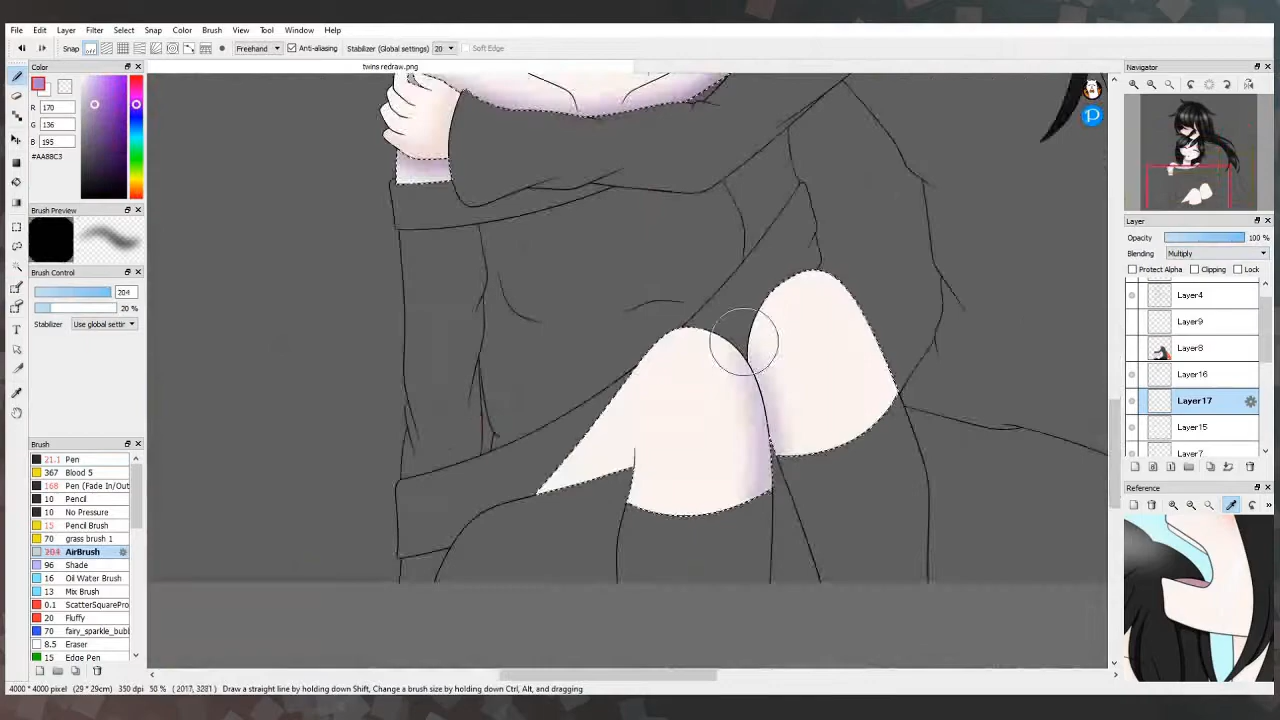 File Edit Layer Filter Select Snap Color Brush View Tool Window Help
Snap Freehand Anti-aliasing Stabilizer (Global settings) 20 Soft Edge
Color
twins redraw.png
R 170
G 136
B 195
#AA88C3
Brush Preview
Brush Control
204
20 %
Stabilizer Use global settir
Brush
21.1 Pen
367 Blood 5
168 Pen (Fade In/Out
10 Pencil
10 No Pressure
15 Pencil Brush
70 grass brush 1
204 AirBrush
96 Shade
16 Oil Water Brush
13 Mix Brush
0.1 ScatterSquarePro
20 Fluffy
70 fairy_sparkle_bubl
8.5 Eraser
15 Edge Pen
Navigator
Layer
Opacity 100 %
Blending Multiply
Protect Alpha Clipping Lock
Layer4
Layer9
Layer8
Layer16
Layer17
Layer15
Layer7
Reference
4000 * 4000 pixel (29 * 29cm) 350 dpi 50 % ( 2017, 3281) Draw a straight line by holding down Shift, Change a brush size by holding down Ctrl, Alt, and dragging